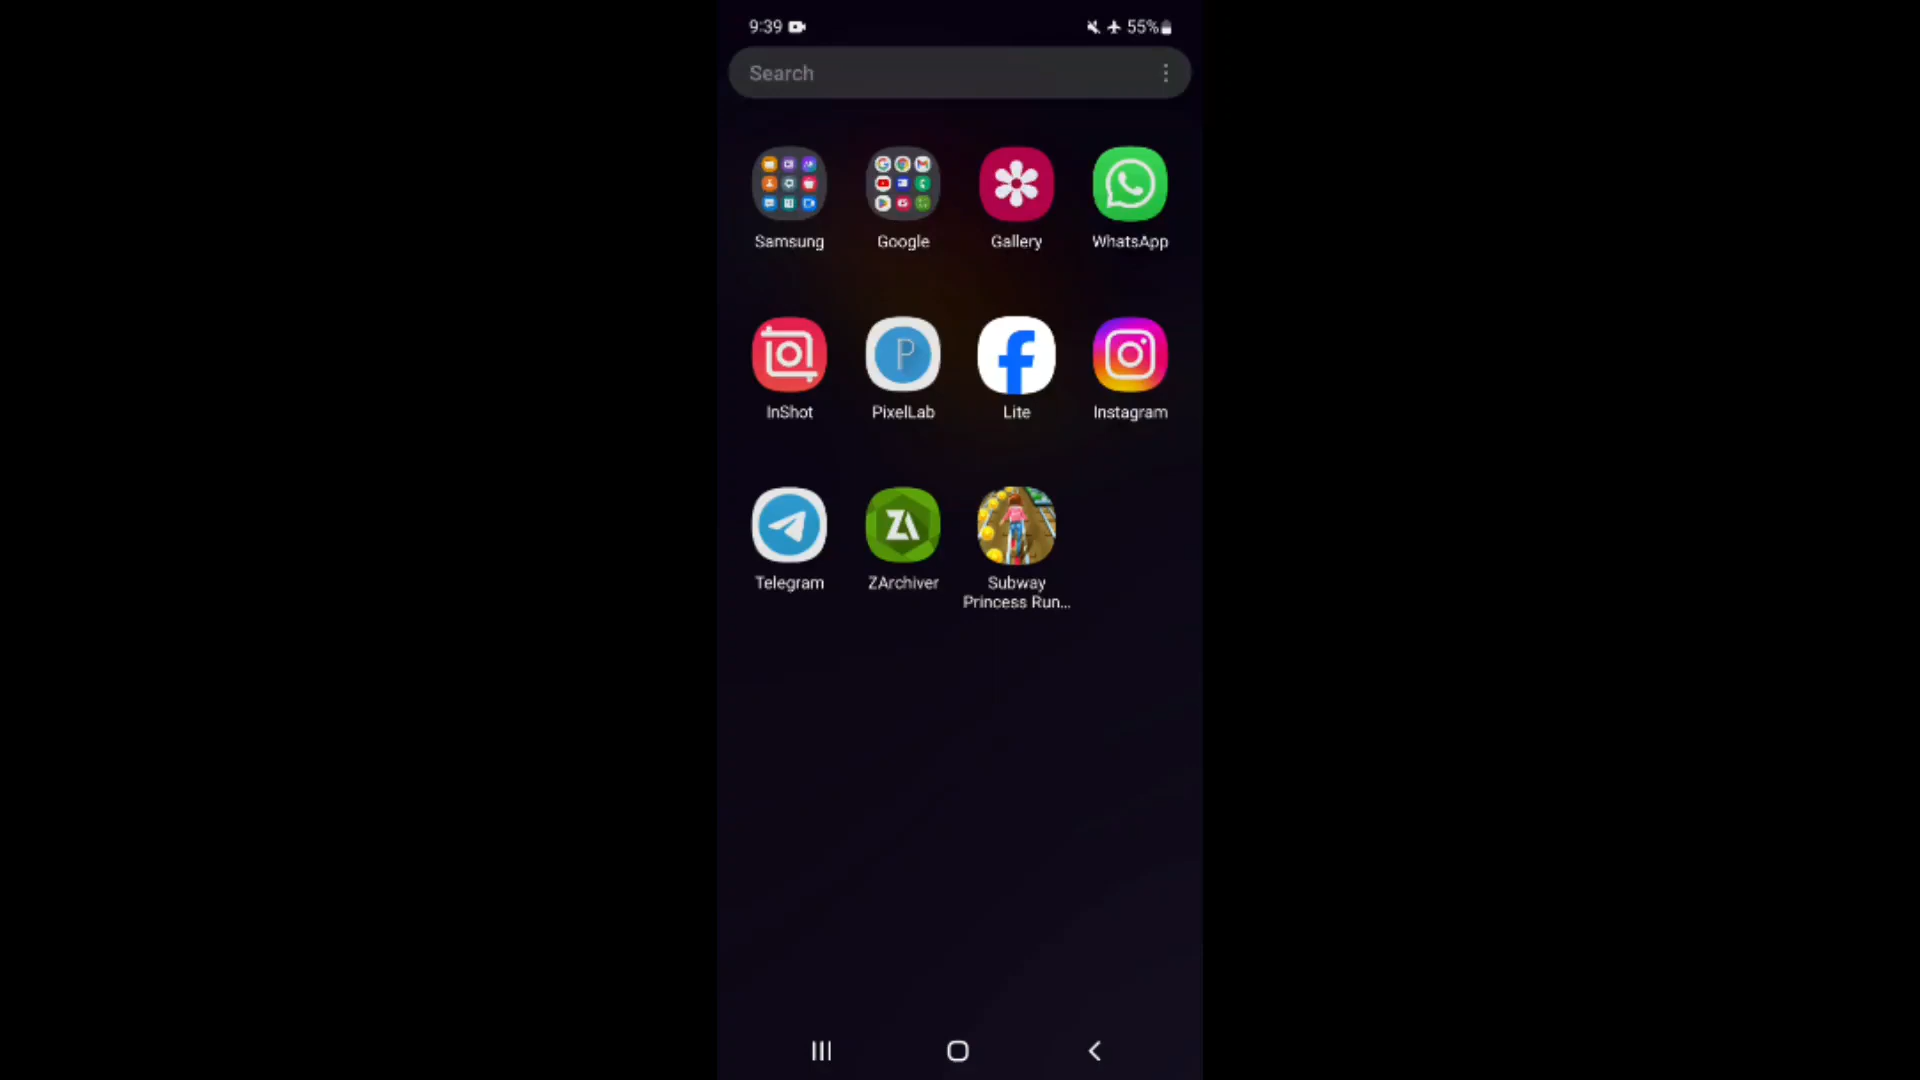 9:39 55%
Search
Samsung Google Gallery WhatsApp
InShot PixelLab Lite Instagram
Telegram ZArchiver Subway
Princess Run...